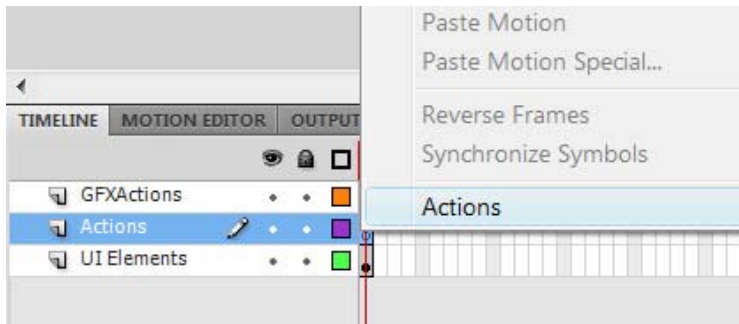 Paste Motion
Paste Motion Special...
Reverse Frames
Synchronize Symbols
Actions
TIMELINE MOTION EDITOR OUTPUT
GFXActions
Actions
UI Elements